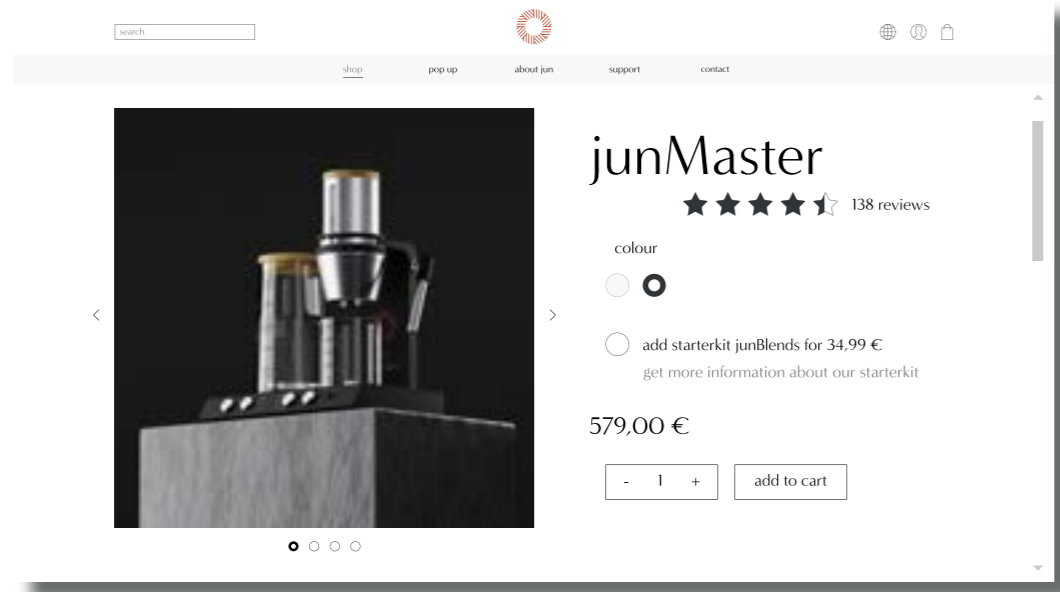 search
shop
pop up
about jun
support
contact
junMaster
138 reviews
colour
add starterkit junBlends for 34,99 €
get more information about our starterkit
579,00 €
- 1 +
add to cart